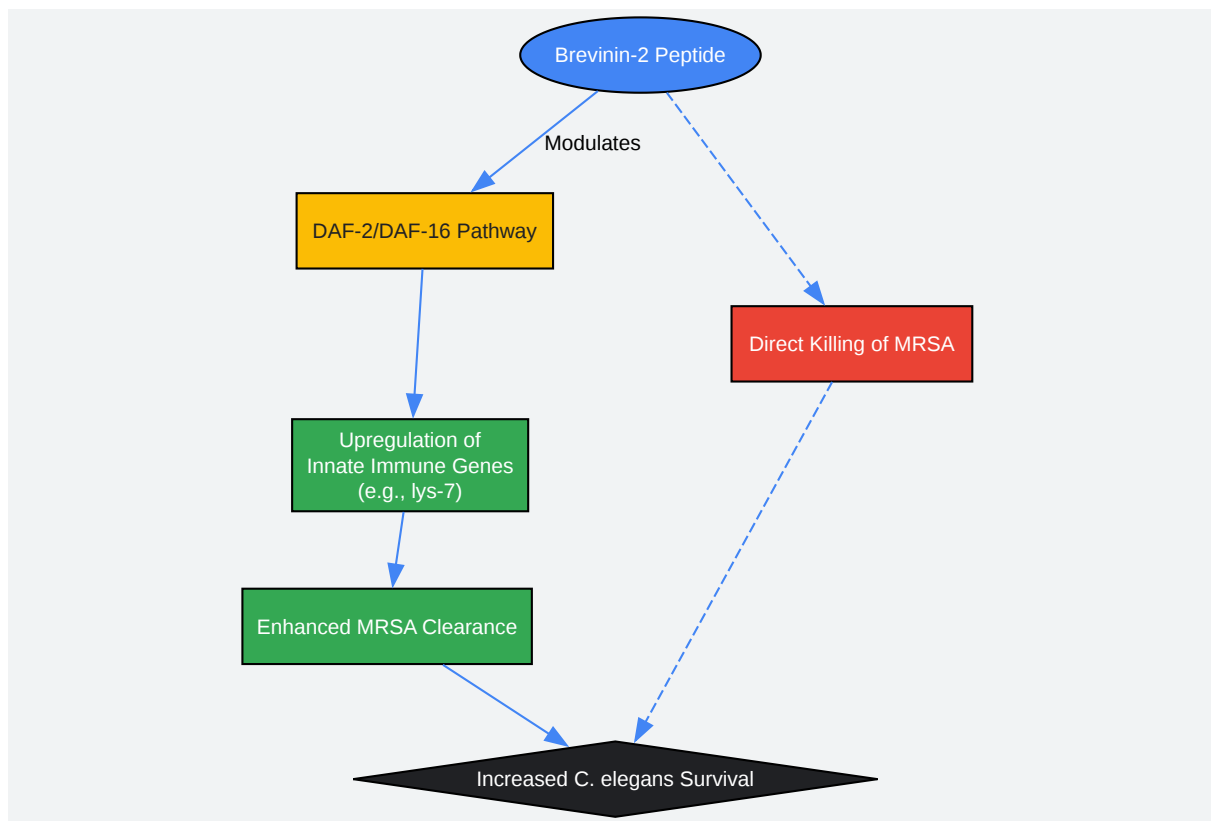 Brevinin-2 Peptide
Modulates
DAF-2/DAF-16 Pathway
Direct Killing of MRSA
Upregulation of
Innate Immune Genes
(e.g., lys-7)
Enhanced MRSA Clearance
Increased C. elegans Survival